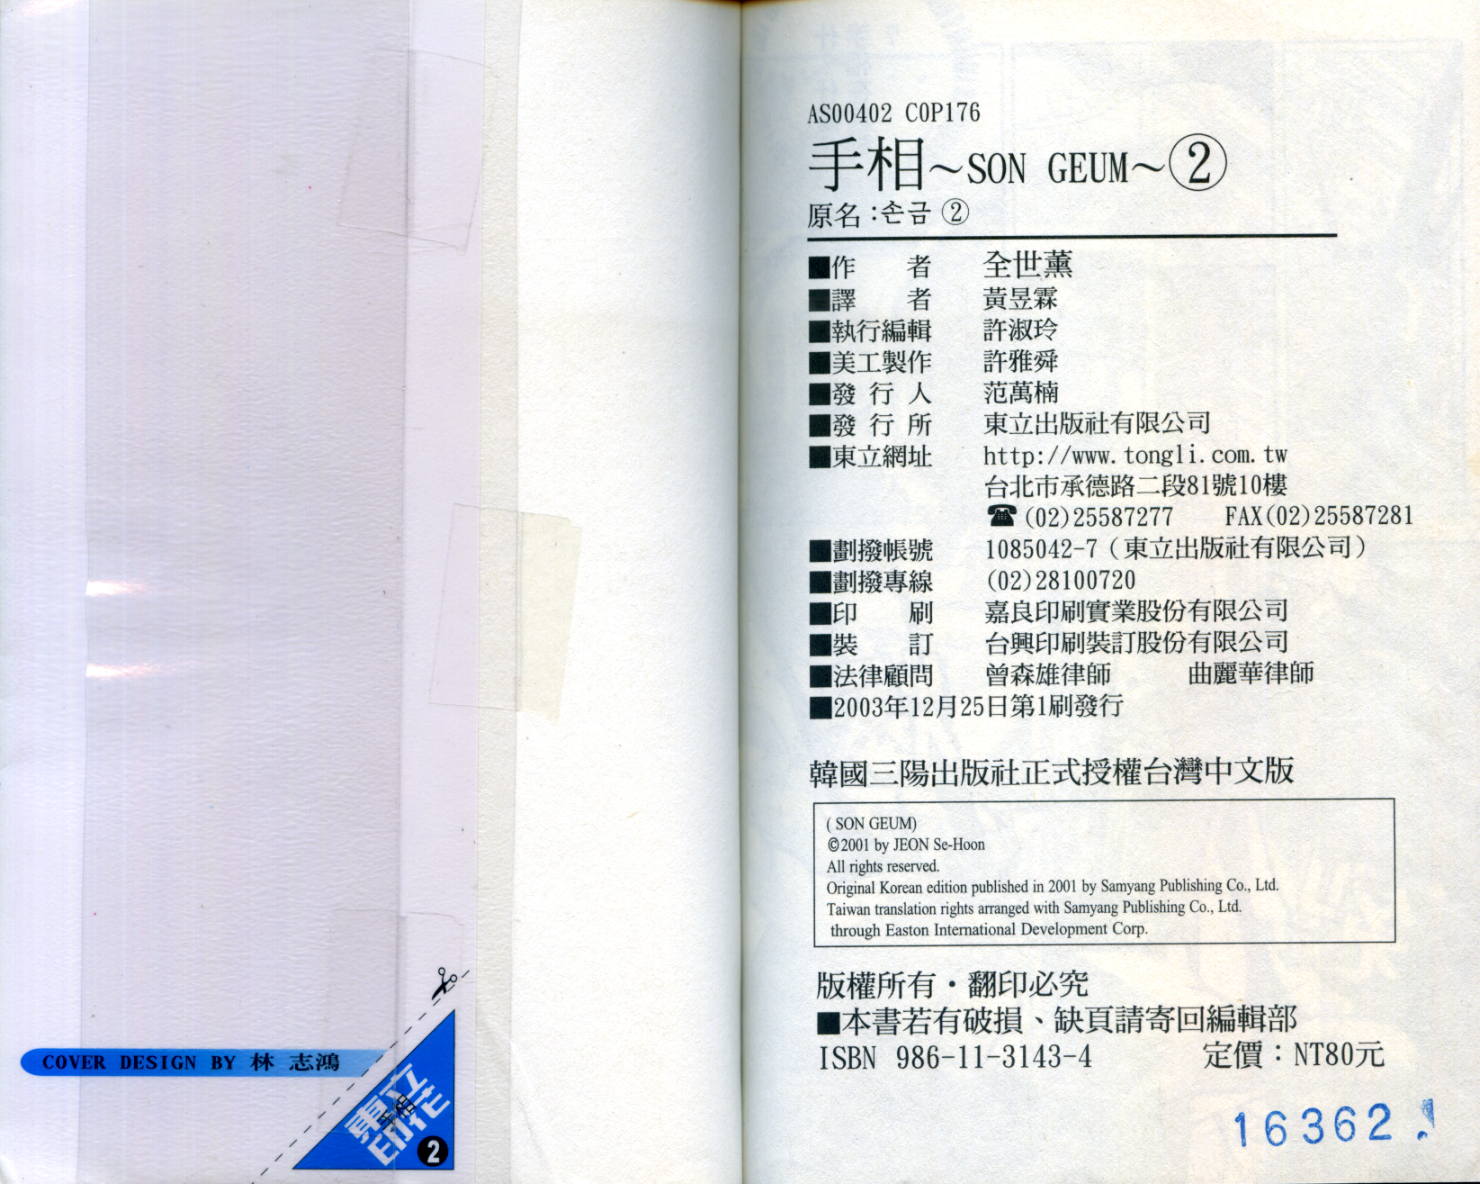 COVER DESIGN BY 林 志鴻
東立
印花
手相
2
AS00402 C0P176
手相~SON GEUM~②
原名:손금 ②
■作 者 全世薰
■譯 者 黃昱霖
■執行編輯 許淑玲
■美工製作 許雅舜
■發 行 人 范萬楠
■發 行 所 東立出版社有限公司
■東立網址 http://www.tongli.com.tw
台北市承德路二段81號10樓
☎(02)25587277 FAX(02)25587281
■劃撥帳號 1085042-7(東立出版社有限公司)
■劃撥專線 (02)28100720
■印 刷 嘉良印刷實業股份有限公司
■裝 訂 台興印刷裝訂股份有限公司
■法律顧問 曾森雄律師 曲麗華律師
■2003年12月25日第1刷發行
韓國三陽出版社正式授權台灣中文版
( SON GEUM)
©2001 by JEON Se-Hoon
All rights reserved.
Original Korean edition published in 2001 by Samyang Publishing Co., Ltd.
Taiwan translation rights arranged with Samyang Publishing Co., Ltd.
through Easton International Development Corp.
版權所有・翻印必究
■本書若有破損、缺頁請寄回編輯部
ISBN 986-11-3143-4 定價:NT80元
16362